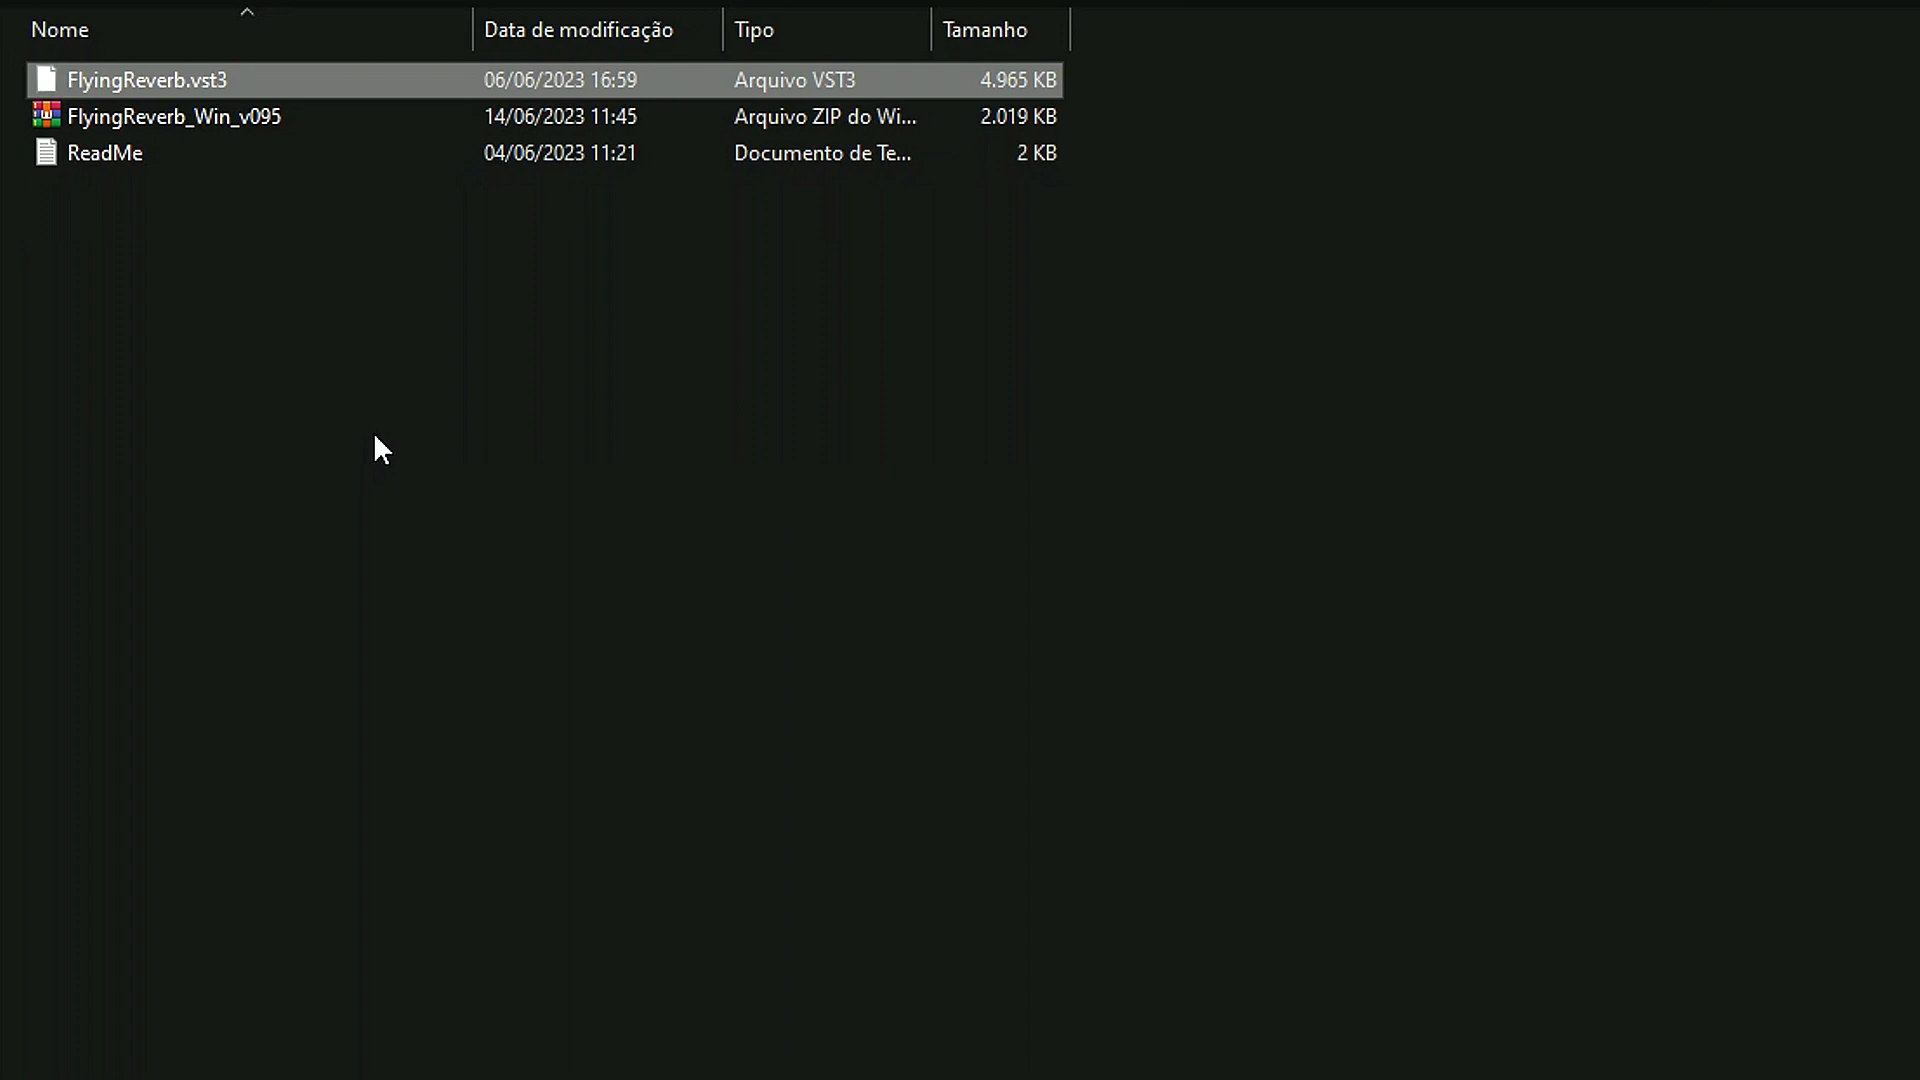 Nome Data de modificação Tipo Tamanho
FlyingReverb.vst3 06/06/2023 16:59 Arquivo VST3 4.965 KB
FlyingReverb_Win_v095 14/06/2023 11:45 Arquivo ZIP do Wi... 2.019 KB
ReadMe 04/06/2023 11:21 Documento de Te... 2 KB